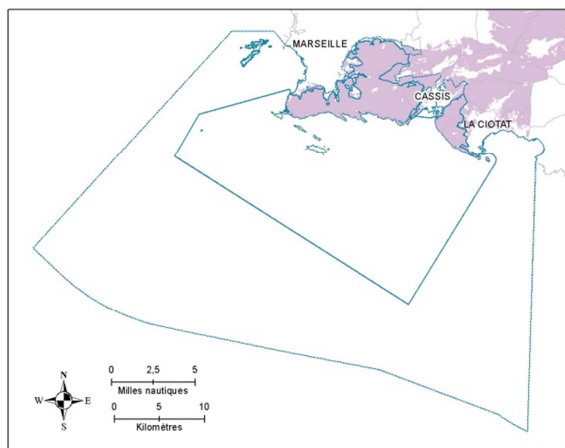 MARSEILLE
CASSIS
LA CIOTAT
N
W E
S
0 2,5 5
Milles nautiques
0 5 10
Kilomètres